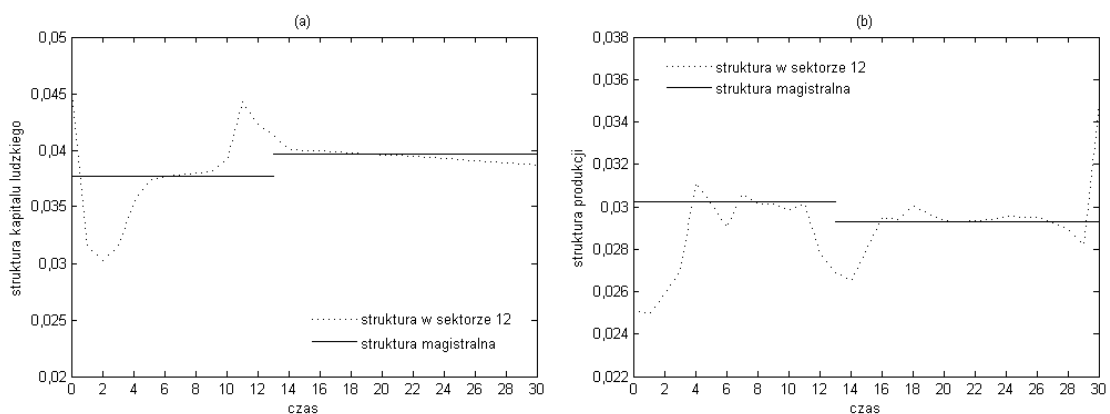 (a)
0,05
0,045
0,04
0,035
0,03
0,025
0,02
struktura kapitalu ludzkiego
struktura w sektorze 12
struktura magistralna
0 2 4 6 8 10 12 14 16 18 20 22 24 26 28 30
czas
(b)
0,038
0,036
0,034
0,032
0,03
0,028
0,026
0,024
0,022
struktura produkcji
struktura w sektorze 12
struktura magistralna
0 2 4 6 8 10 12 14 16 18 20 22 24 26 28 30
czas